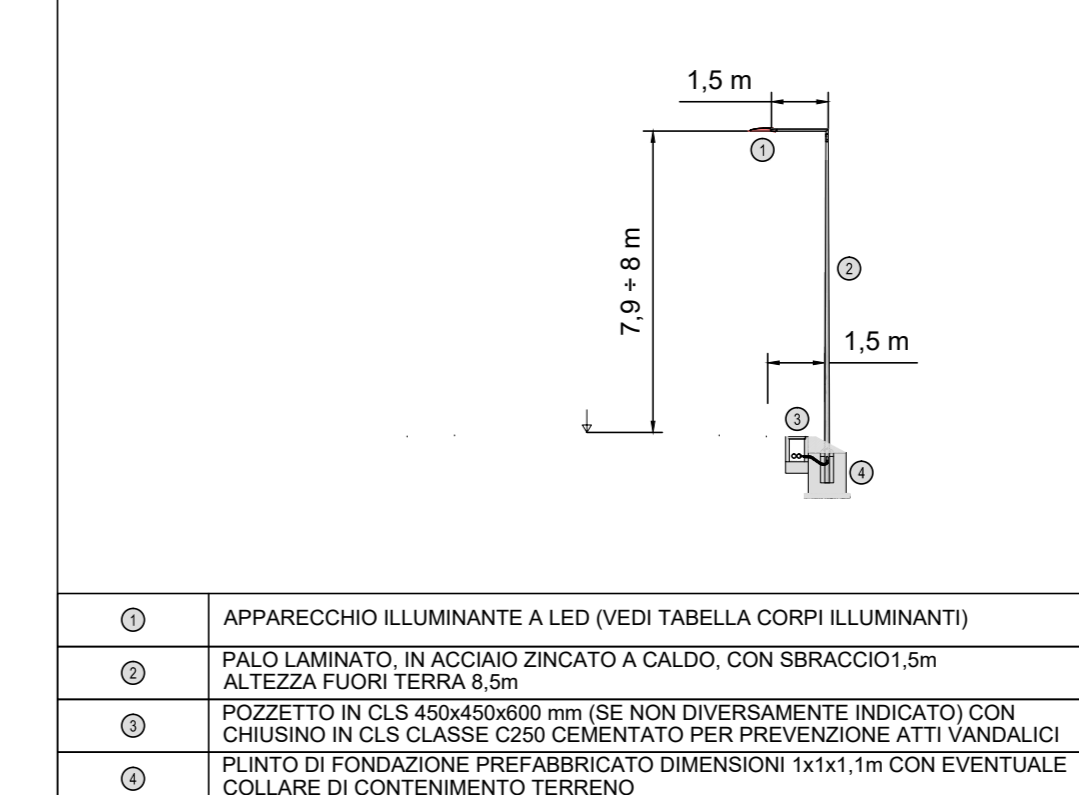 1,5 m
1
7,9 ÷ 8 m
2
1,5 m
3
4
1 APPARECCHIO ILLUMINANTE A LED (VEDI TABELLA CORPI ILLUMINANTI)
2 PALO LAMINATO, IN ACCIAIO ZINCATO A CALDO, CON SBRACCIO1,5m
ALTEZZA FUORI TERRA 8,5m
3 POZZETTO IN CLS 450x450x600 mm (SE NON DIVERSAMENTE INDICATO) CON
CHIUSINO IN CLS CLASSE C250 CEMENTATO PER PREVENZIONE ATTI VANDALICI
4 PLINTO DI FONDAZIONE PREFABBRICATO DIMENSIONI 1x1x1,1m CON EVENTUALE
COLLARE DI CONTENIMENTO TERRENO